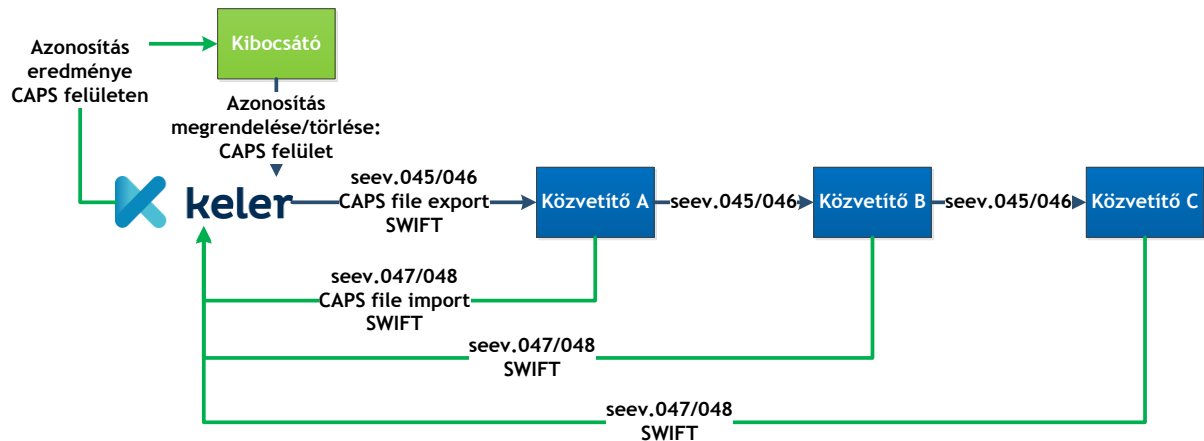 Azonosítás
eredménye
CAPS felületen
Kibocsátó
Azonosítás
megrendelése/törlése:
CAPS felület
keler
seev.045/046
CAPS file export
SWIFT
Közvetítő A
seev.045/046
Közvetítő B
seev.045/046
Közvetítő C
seev.047/048
CAPS file import
SWIFT
seev.047/048
SWIFT
seev.047/048
SWIFT